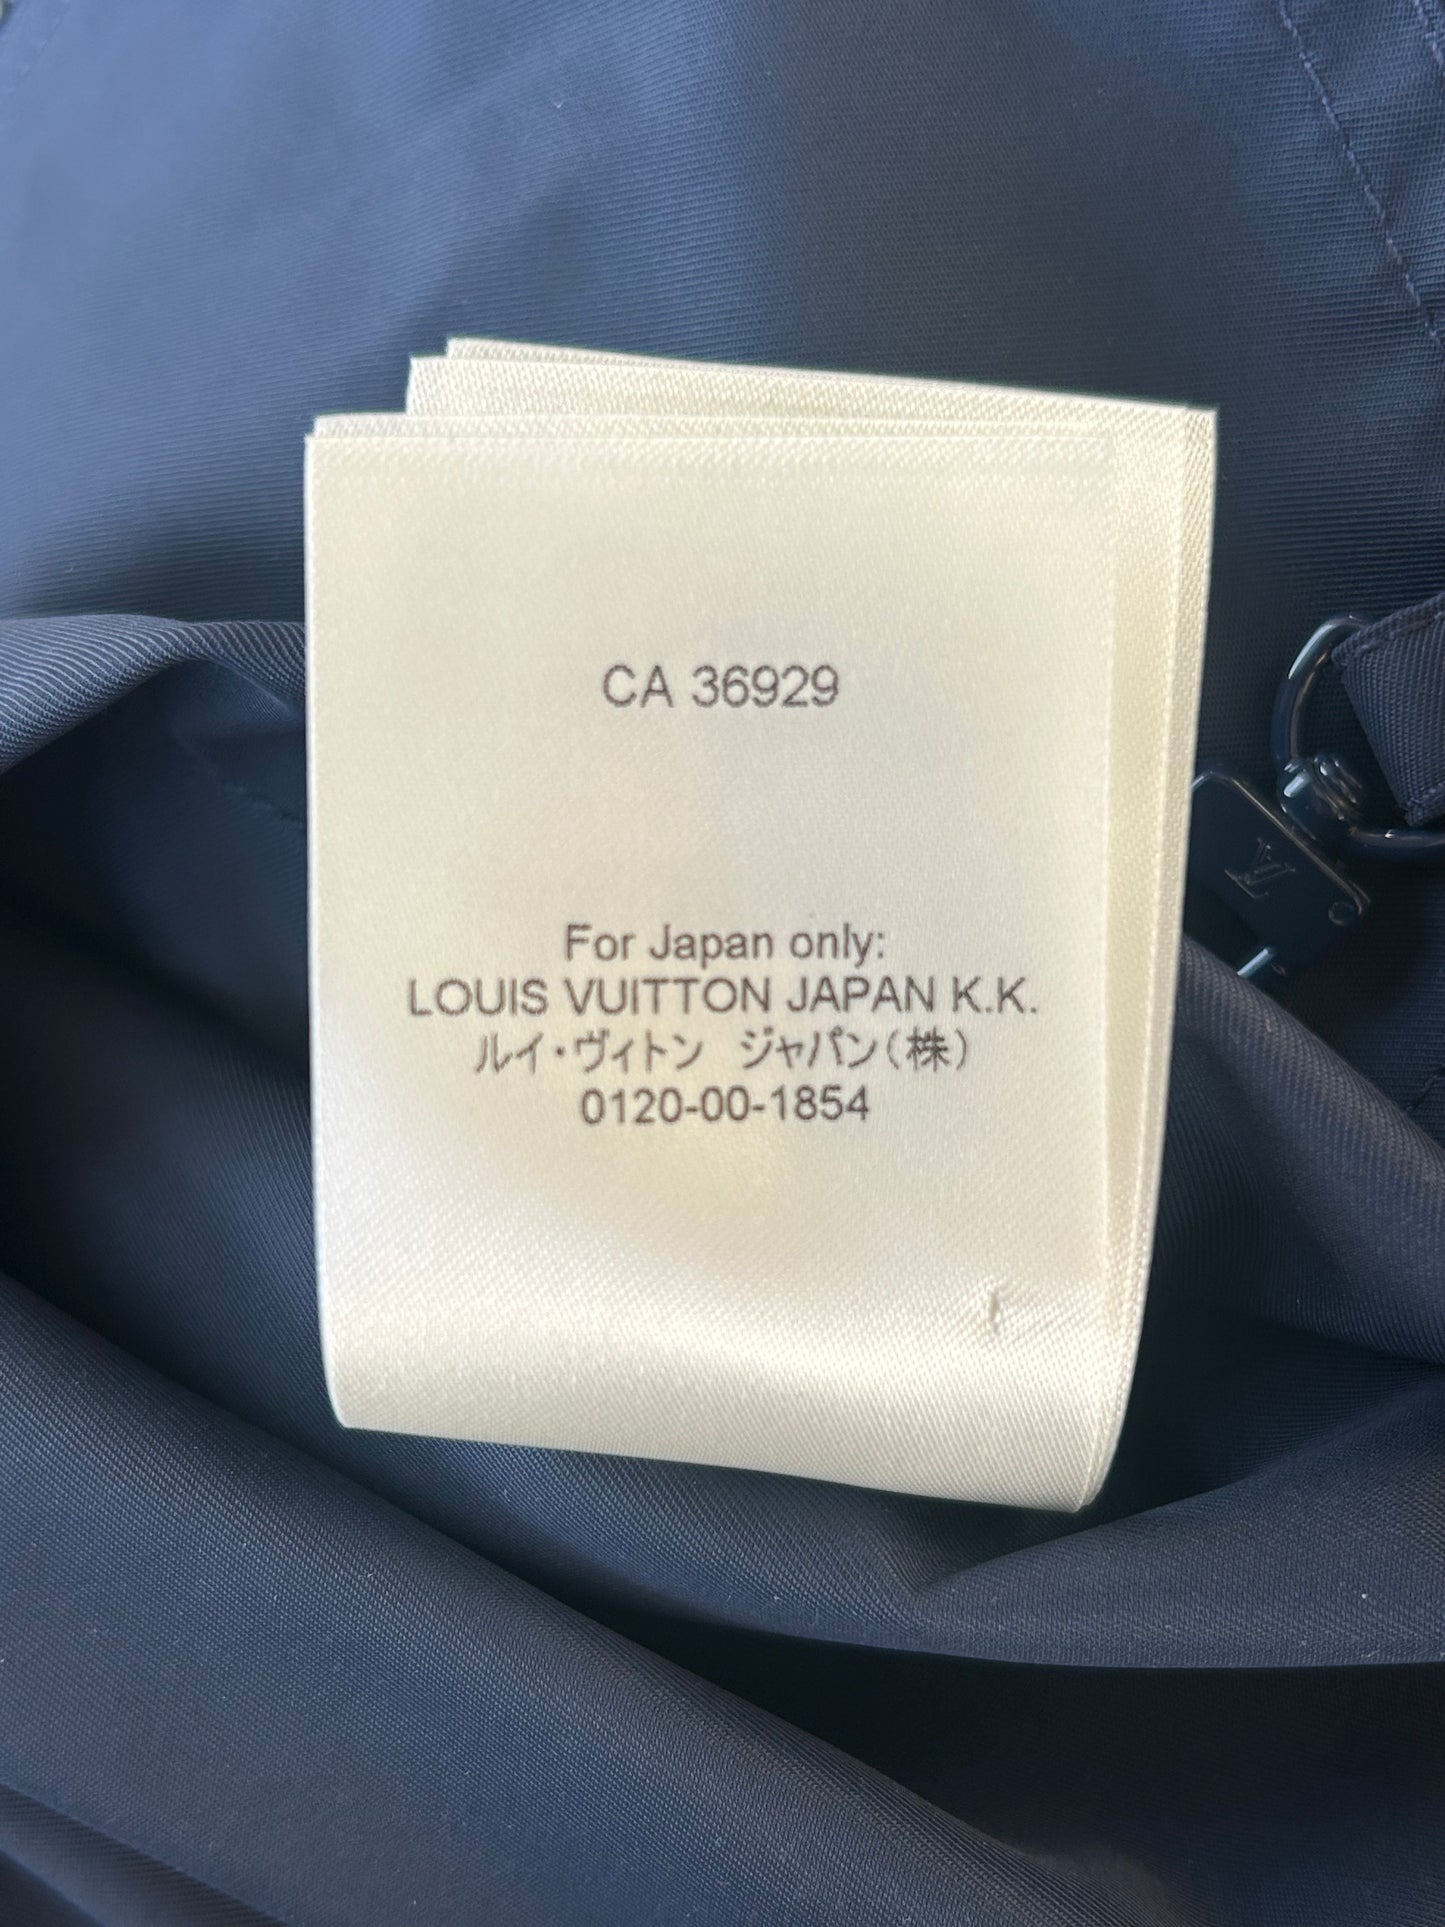 CA 36929
For Japan only:
LOUIS VUITTON JAPAN K.K.
ルイ・ヴィトン　ジャパン（株）
0120-00-1854
LV